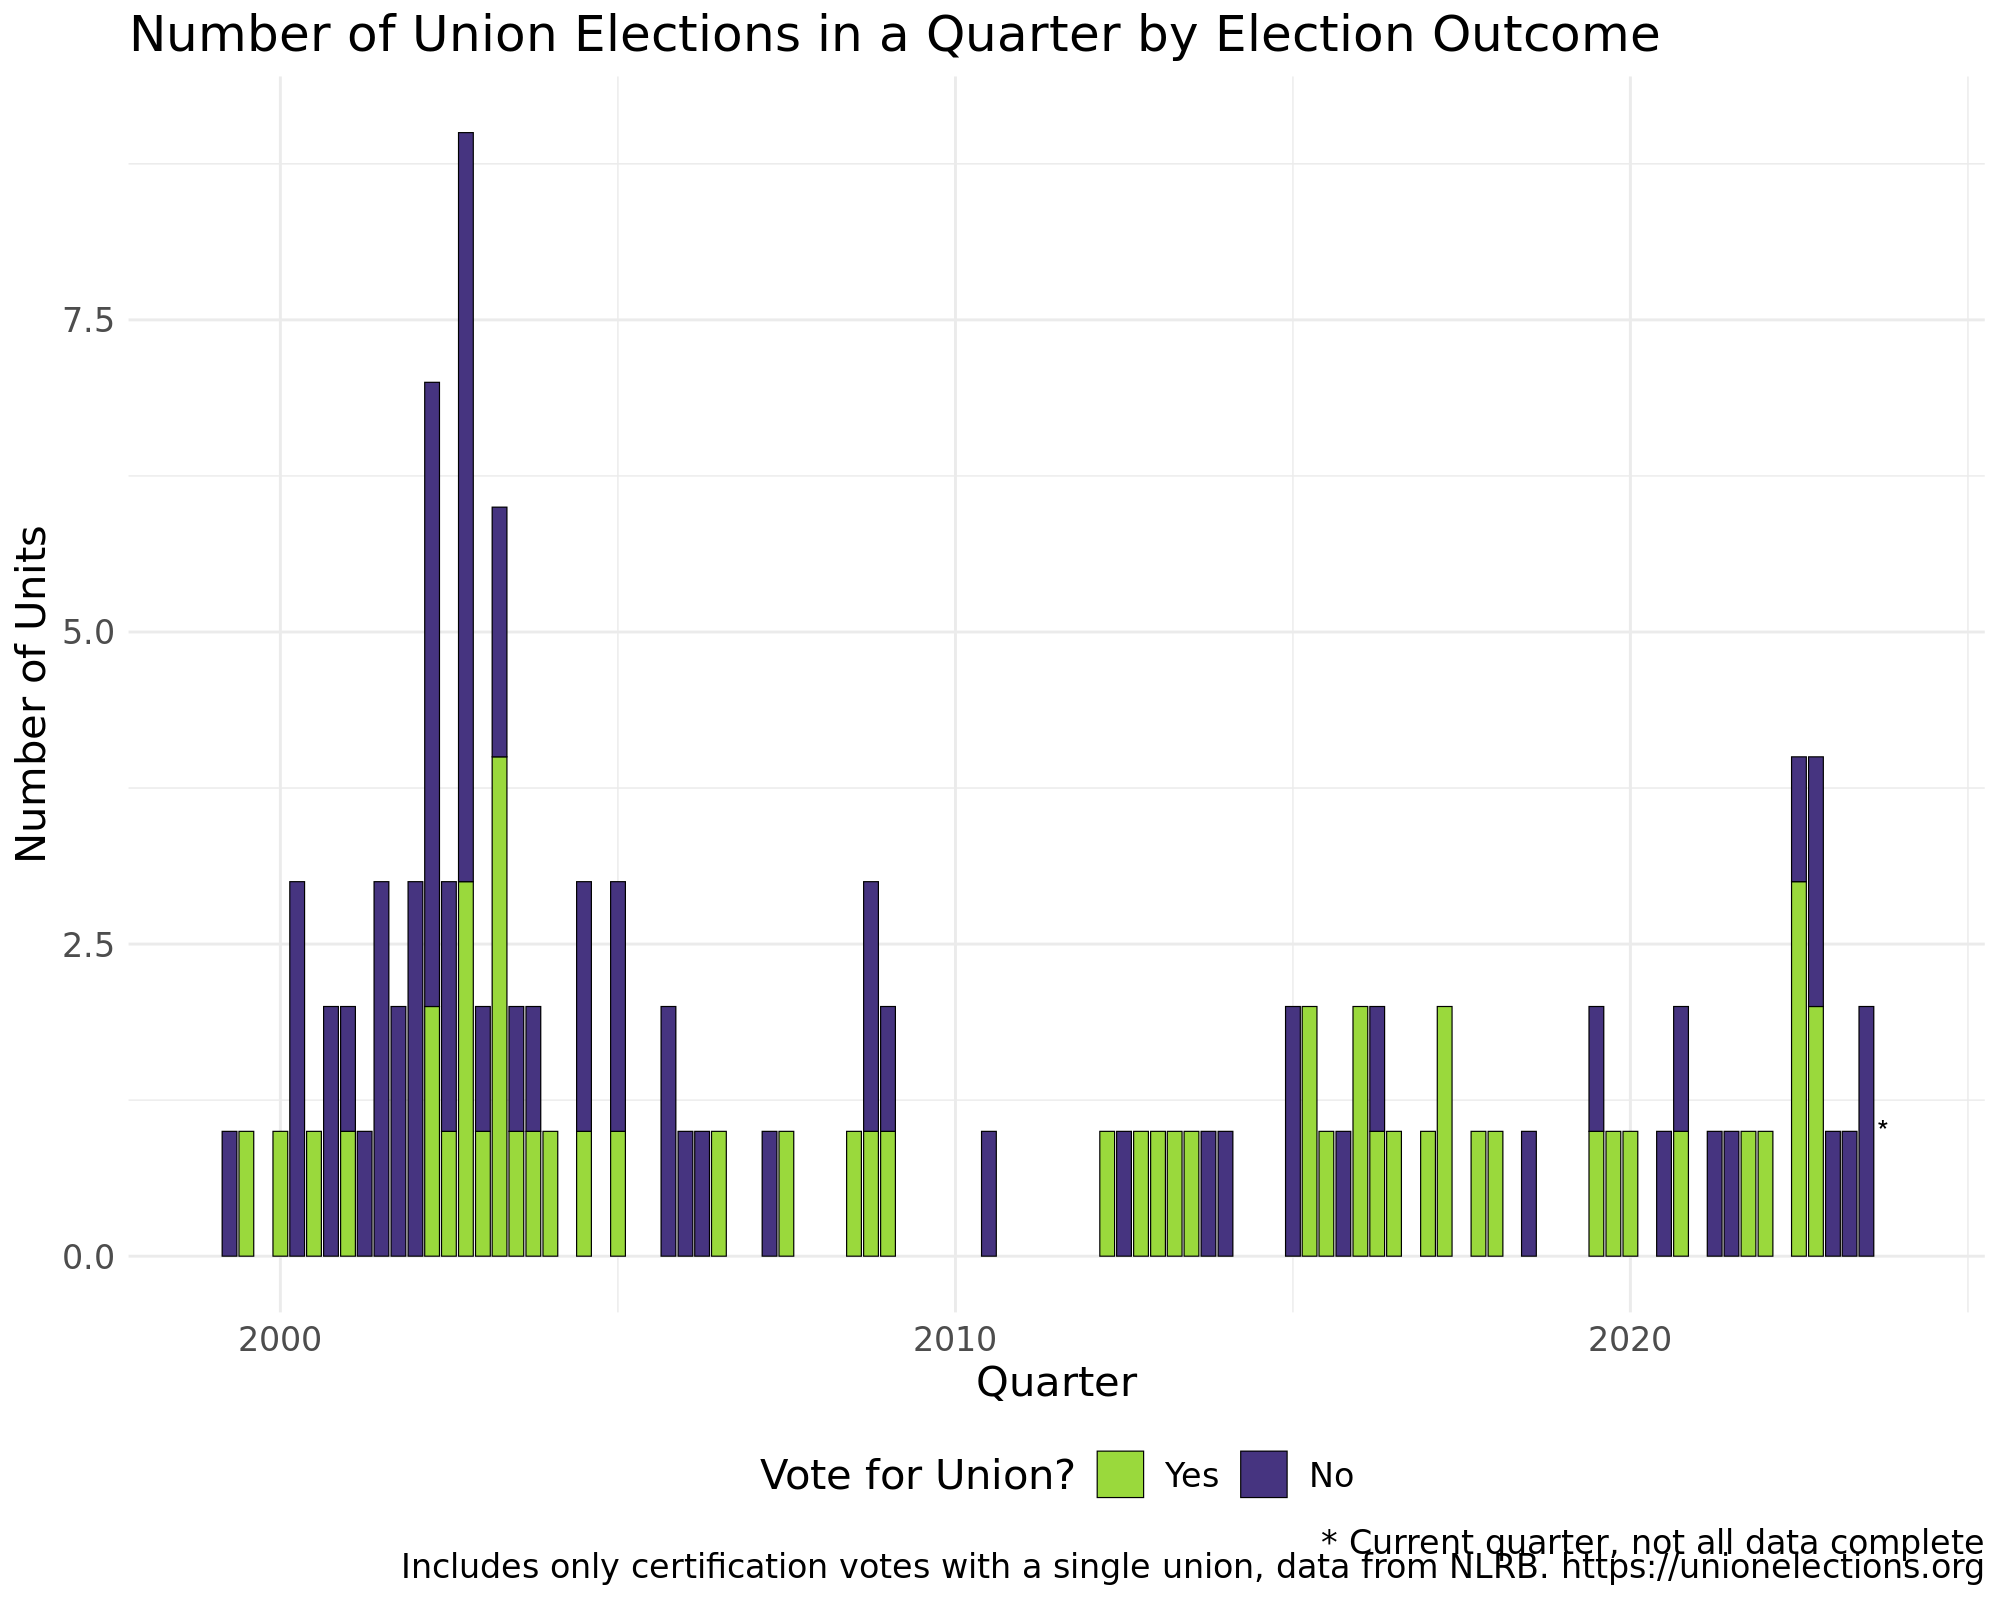 Number of Union Elections in a Quarter by Election Outcome
Number of Units
7.5
5.0
2.5
0.0
*
2000 2010 2020
Quarter
Vote for Union? Yes No
* Current quarter, not all data complete
Includes only certification votes with a single union, data from NLRB. https://unionelections.org